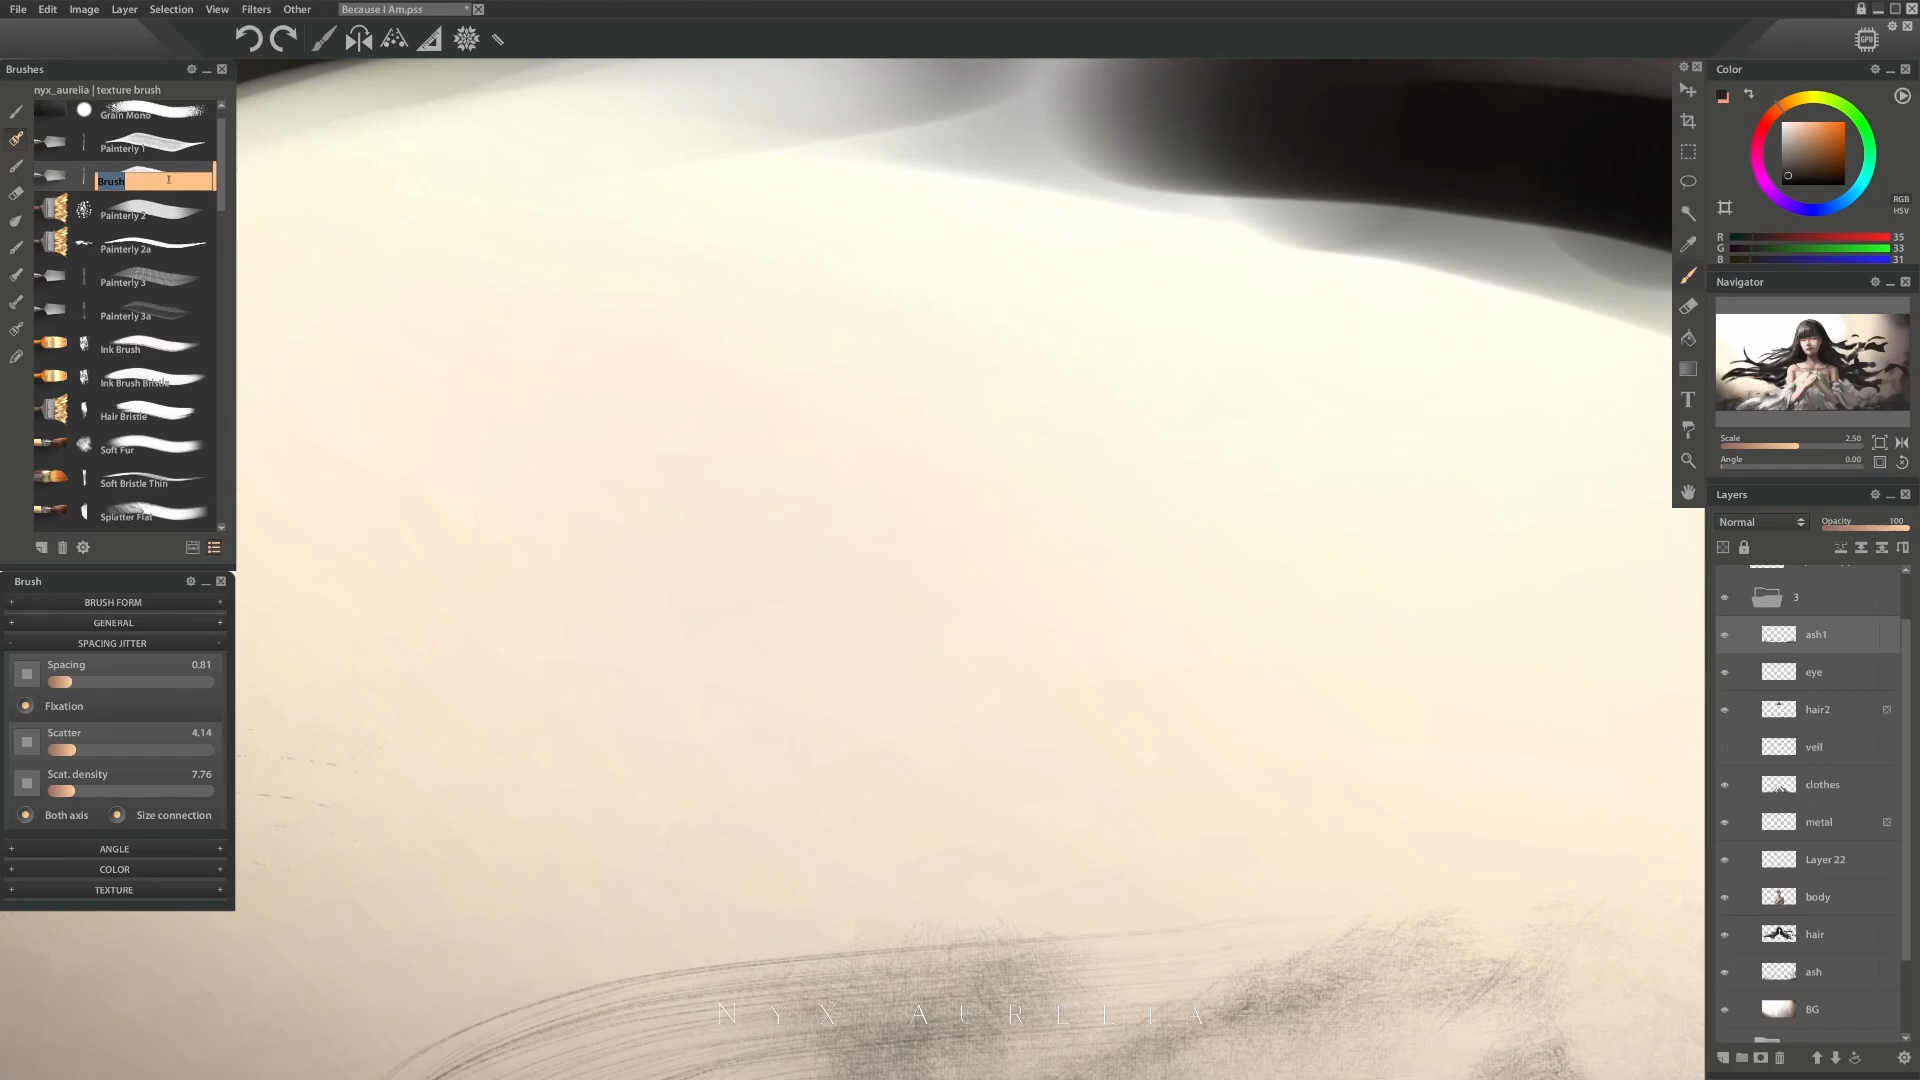 File Edit Image Layer Selection View Filters Other Because I Am.pss *
Brushes
nyx_aurelia | texture brush
Grain Mono
Painterly 1
Brush
Painterly 2
Painterly 2a
Painterly 3
Painterly 3a
Ink Brush
Ink Brush Bristle
Hair Bristle
Soft Fur
Soft Bristle Thin
Splatter Flat
Brush
+ BRUSH FORM +
+ GENERAL +
- SPACING JITTER -
Spacing 0.81
Fixation
Scatter 4.14
Scat. density 7.76
Both axis Size connection
+ ANGLE +
+ COLOR +
+ TEXTURE +
NYX AURELIA
GPU
Color
RGB
HSV
R 35
G 33
B 31
Navigator
Scale 2.50
Angle 0.00
Layers
Normal Opacity 100
3
ash1
eye
hair2
veil
clothes
metal
Layer 22
body
hair
ash
BG